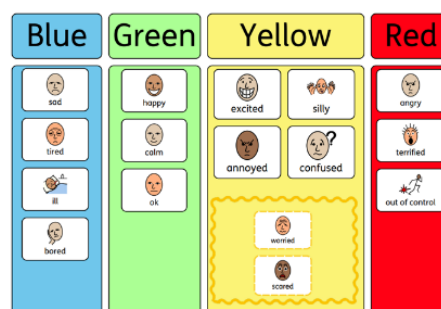 Blue
sad
tired
ill
bored
Green
happy
calm
ok
Yellow
excited silly
annoyed confused
worried
scared
Red
angry
terrified
out of control